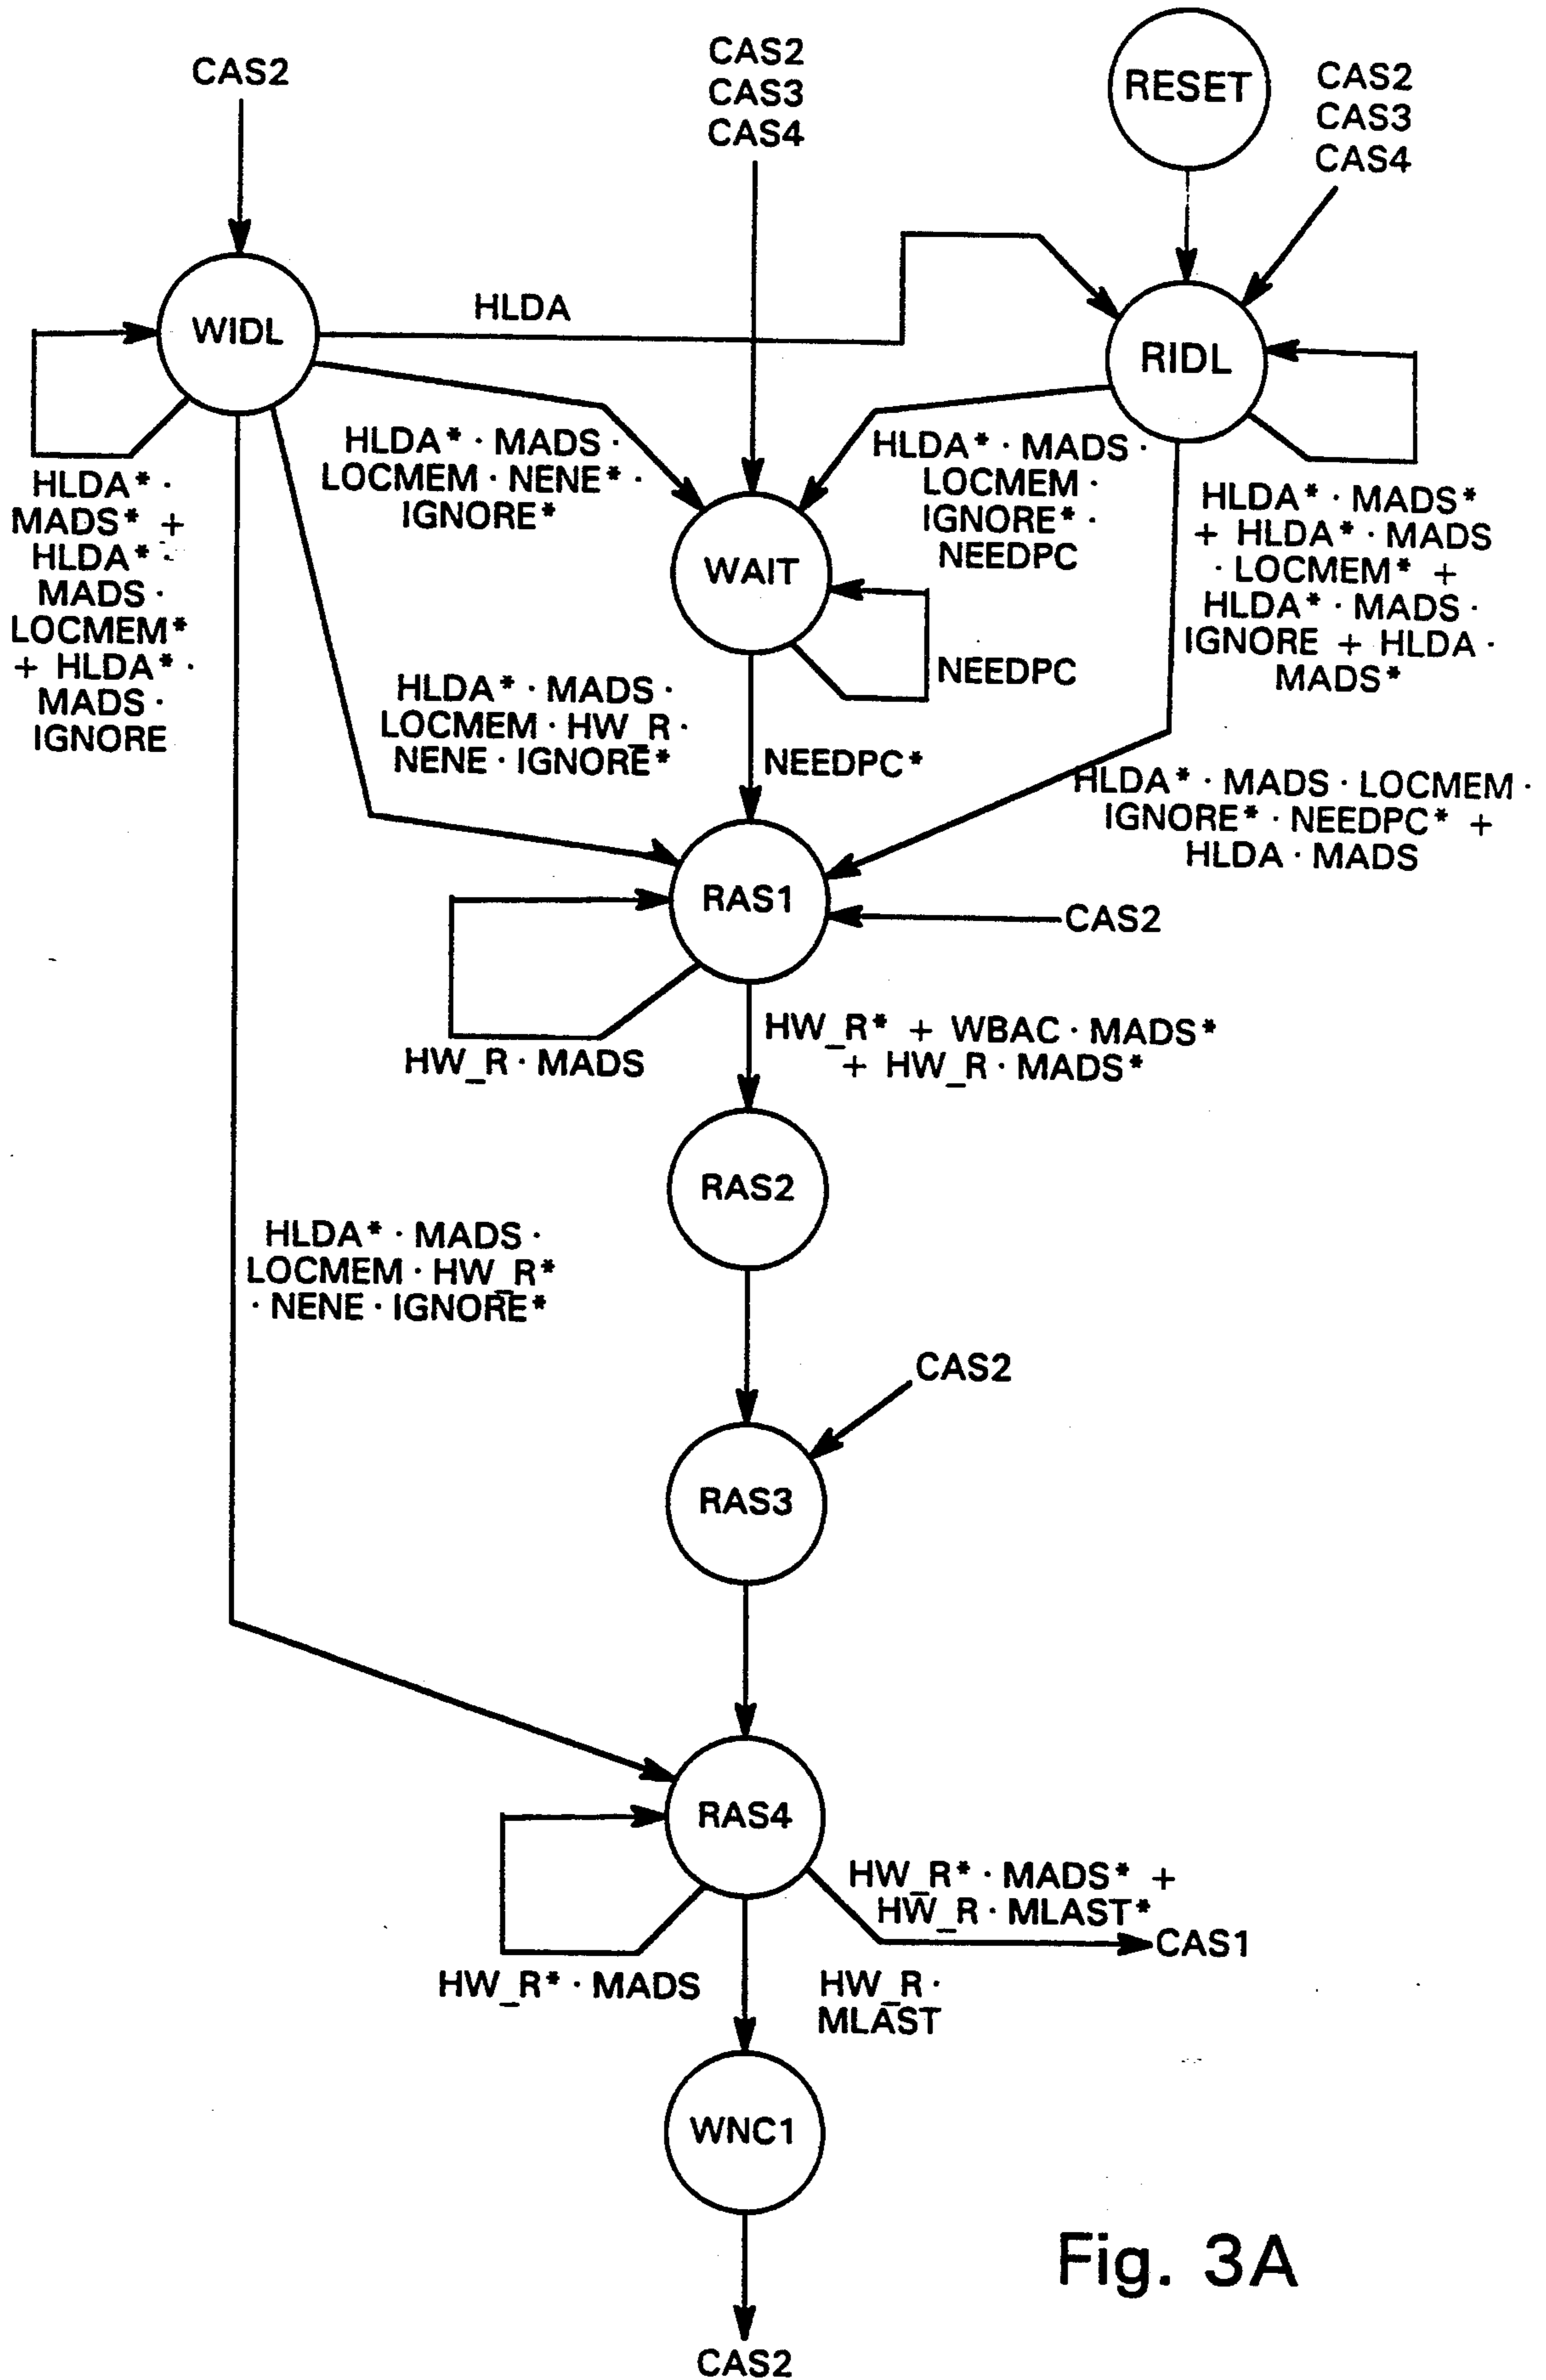 CAS2
CAS2
CAS3
CAS4
RESET
CAS2
CAS3
CAS4
WIDL
HLDA
RIDL
HLDA* ·
MADS* +
HLDA* ·
MADS ·
LOCMEM*
+ HLDA* ·
MADS ·
IGNORE
HLDA* · MADS ·
LOCMEM · NENE* ·
IGNORE*
HLDA* · MADS ·
LOCMEM ·
IGNORE* ·
NEEDPC
HLDA* · MADS*
+ HLDA* · MADS
· LOCMEM* +
HLDA* · MADS ·
IGNORE + HLDA ·
MADS*
WAIT
NEEDPC
HLDA* · MADS ·
LOCMEM · HW_R ·
NENE · IGNORE*
NEEDPC*
HLDA* · MADS · LOCMEM ·
IGNORE* · NEEDPC* +
HLDA · MADS
RAS1
CAS2
HW_R · MADS
HW_R* + WBAC · MADS*
+ HW_R · MADS*
RAS2
HLDA* · MADS ·
LOCMEM · HW_R*
· NENE · IGNORE*
CAS2
RAS3
RAS4
HW_R* · MADS* +
HW_R · MLAST*
CAS1
HW_R* · MADS
HW_R ·
MLAST
WNC1
CAS2
Fig. 3A